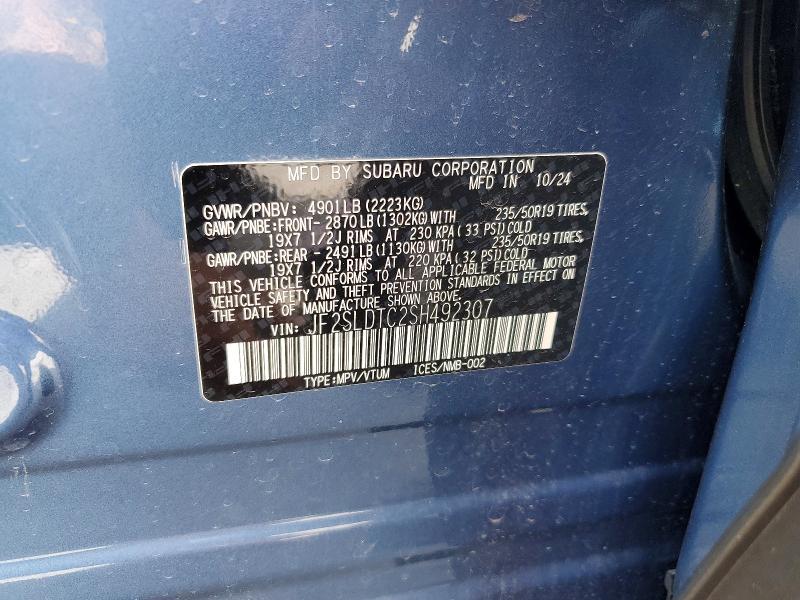 MFD BY SUBARU CORPORATION
MFD IN 10/24
GVWR/PNBV: 4901LB (2223KG)
GAWR/PNBE:FRONT- 2870LB(1302KG)WITH 235/50R19 TIRES,
19X7 1/2J RIMS AT 230 KPA( 33 PSI)COLD
GAWR/PNBE:REAR - 2491LB(1130KG)WITH 235/50R19 TIRES,
19X7 1/2J RIMS AT 220 KPA( 32 PSI)COLD
THIS VEHICLE CONFORMS TO ALL APPLICABLE FEDERAL MOTOR
VEHICLE SAFETY AND THEFT PREVENTION STANDARDS IN EFFECT ON
THE DATE OF MANUFACTURE SHOWN ABOVE.
VIN: JF2SLDTC2SH492307
TYPE:MPV/VTUM ICES/NMB-002